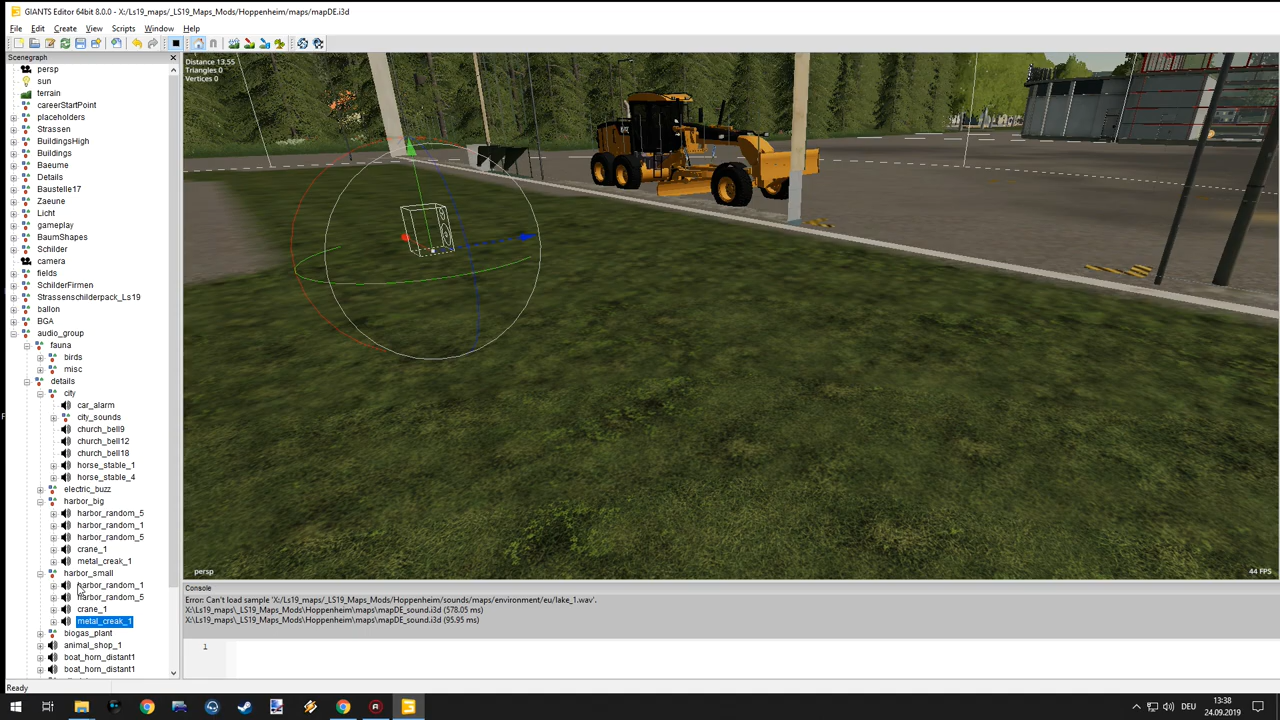 GIANTS Editor 64bit 8.0.0 - X:/Ls19_maps/_LS19_Maps_Mods/Hoppenheim/maps/mapDE.i3d
File Edit Create View Scripts Window Help
Scenegraph
persp
sun
terrain
careerStartPoint
placeholders
Strassen
BuildingsHigh
Buildings
Baeume
Details
Baustelle17
Zaeune
Licht
gameplay
BaumShapes
Schilder
camera
fields
SchilderFirmen
Strassenschilderpack_Ls19
ballon
BGA
audio_group
fauna
birds
misc
details
city
car_alarm
city_sounds
church_bell9
church_bell12
church_bell18
horse_stable_1
horse_stable_4
electric_buzz
harbor_big
harbor_random_5
harbor_random_1
harbor_random_5
crane_1
metal_creak_1
harbor_small
harbor_random_1
harbor_random_5
crane_1
metal_creak_1
biogas_plant
animal_shop_1
boat_horn_distant1
boat_horn_distant1
Distance 13.55
Triangles 0
Vertices 0
persp
44 FPS
Console
Error: Can't load sample 'X:/Ls19_maps/_LS19_Maps_Mods/Hoppenheim/sounds/maps/environment/eu/lake_1.wav'.
X:\Ls19_maps\_LS19_Maps_Mods\Hoppenheim\maps\mapDE_sound.i3d (578.05 ms)
X:\Ls19_maps\_LS19_Maps_Mods\Hoppenheim\maps\mapDE_sound.i3d (95.95 ms)
1
Ready
DEU
13:38
24.09.2019